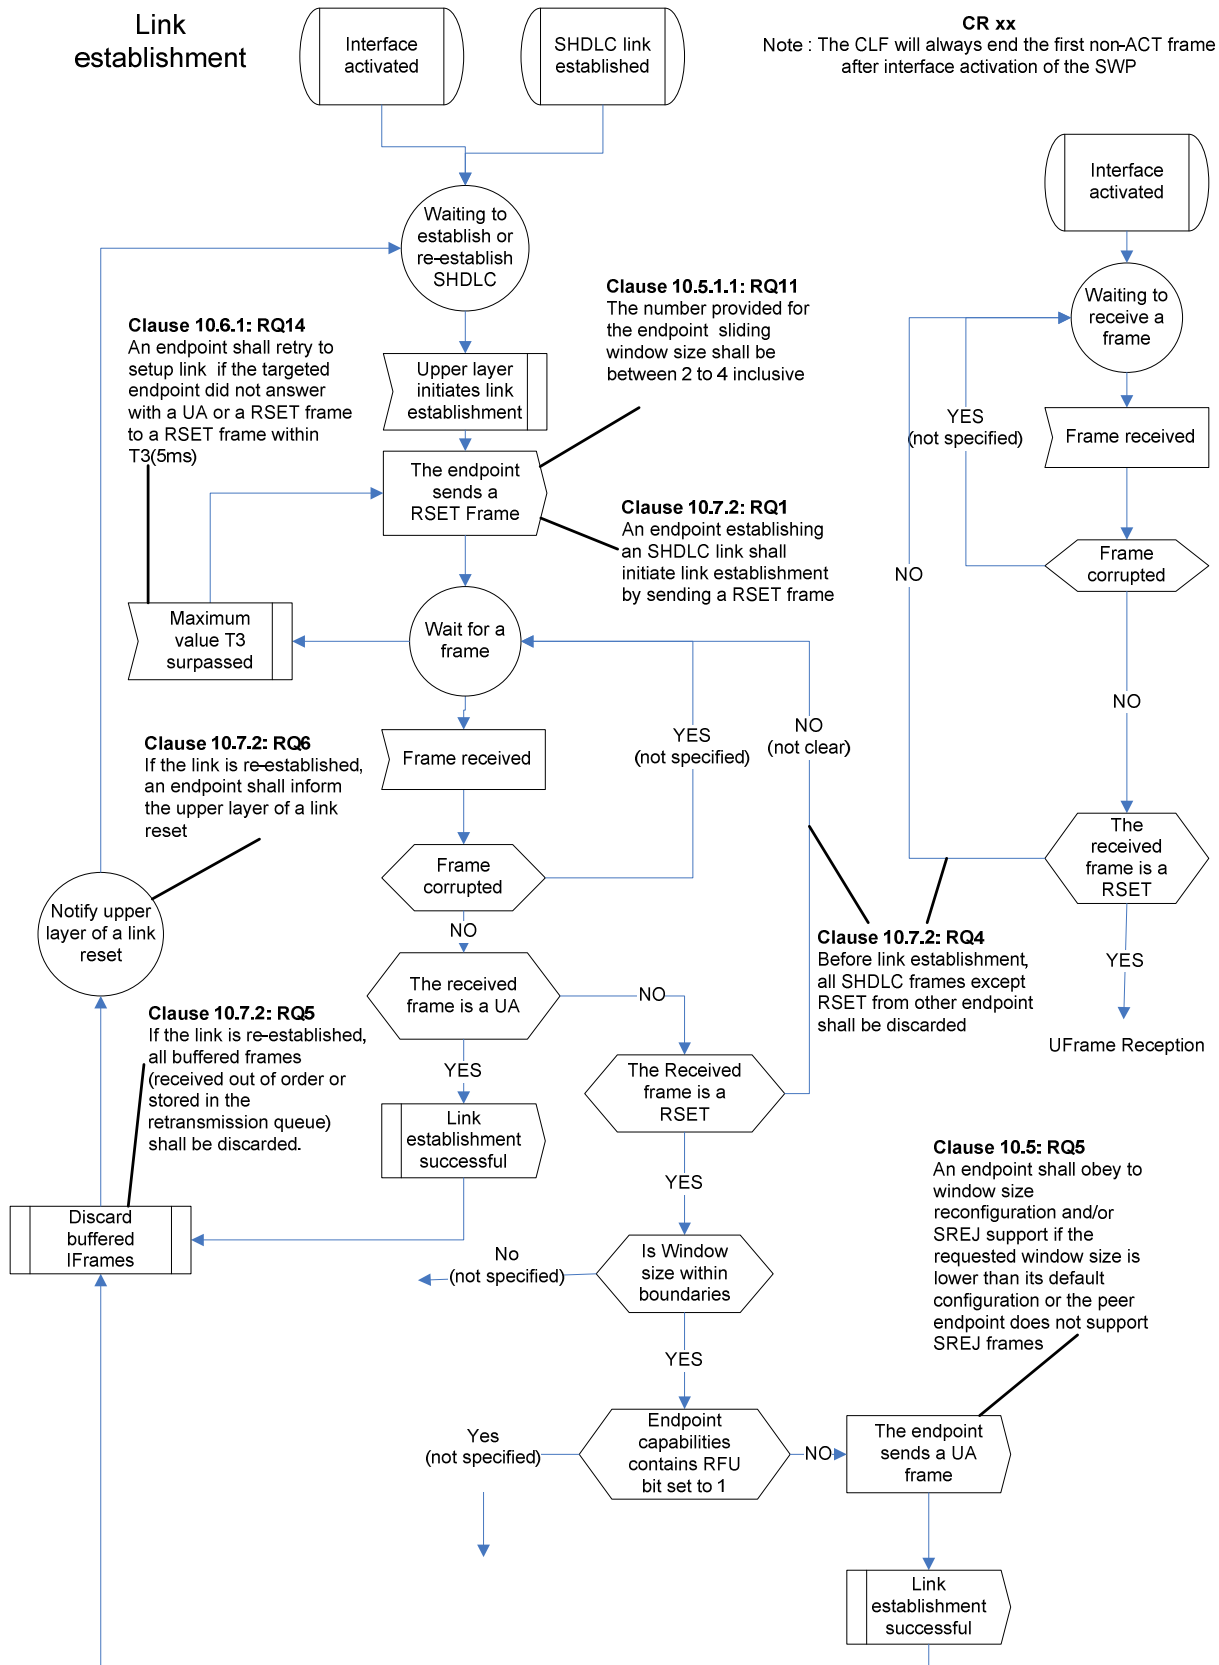 Link
establishment
Interface
activated
SHDLC link
established
CR xx
Note : The CLF will always end the first non-ACT frame
after interface activation of the SWP
Interface
activated
Waiting to
establish or
re-establish
SHDLC
Clause 10.5.1.1: RQ11
The number provided for
the endpoint sliding
window size shall be
between 2 to 4 inclusive
Waiting to
receive a
frame
Clause 10.6.1: RQ14
An endpoint shall retry to
setup link if the targeted
endpoint did not answer
with a UA or a RSET frame
to a RSET frame within
T3(5ms)
Upper layer
initiates link
establishment
YES
(not specified)
Frame received
The endpoint
sends a
RSET Frame
Clause 10.7.2: RQ1
An endpoint establishing
an SHDLC link shall
initiate link establishment
by sending a RSET frame
NO
Frame
corrupted
Maximum
value T3
surpassed
Wait for a
frame
NO
YES
(not specified)
NO
(not clear)
Clause 10.7.2: RQ6
If the link is re-established,
an endpoint shall inform
the upper layer of a link
reset
Frame received
The
received
frame is a
RSET
Frame
corrupted
Notify upper
layer of a link
reset
NO
Clause 10.7.2: RQ4
Before link establishment,
all SHDLC frames except
RSET from other endpoint
shall be discarded
YES
UFrame Reception
The received
frame is a UA
NO
Clause 10.7.2: RQ5
If the link is re-established,
all buffered frames
(received out of order or
stored in the
retransmission queue)
shall be discarded.
YES
The Received
frame is a
RSET
Link
establishment
successful
YES
Clause 10.5: RQ5
An endpoint shall obey to
window size
reconfiguration and/or
SREJ support if the
requested window size is
lower than its default
configuration or the peer
endpoint does not support
SREJ frames
Discard
buffered
IFrames
No
(not specified)
Is Window
size within
boundaries
YES
Yes
(not specified)
Endpoint
capabilities
contains RFU
bit set to 1
NO
The endpoint
sends a UA
frame
Link
establishment
successful